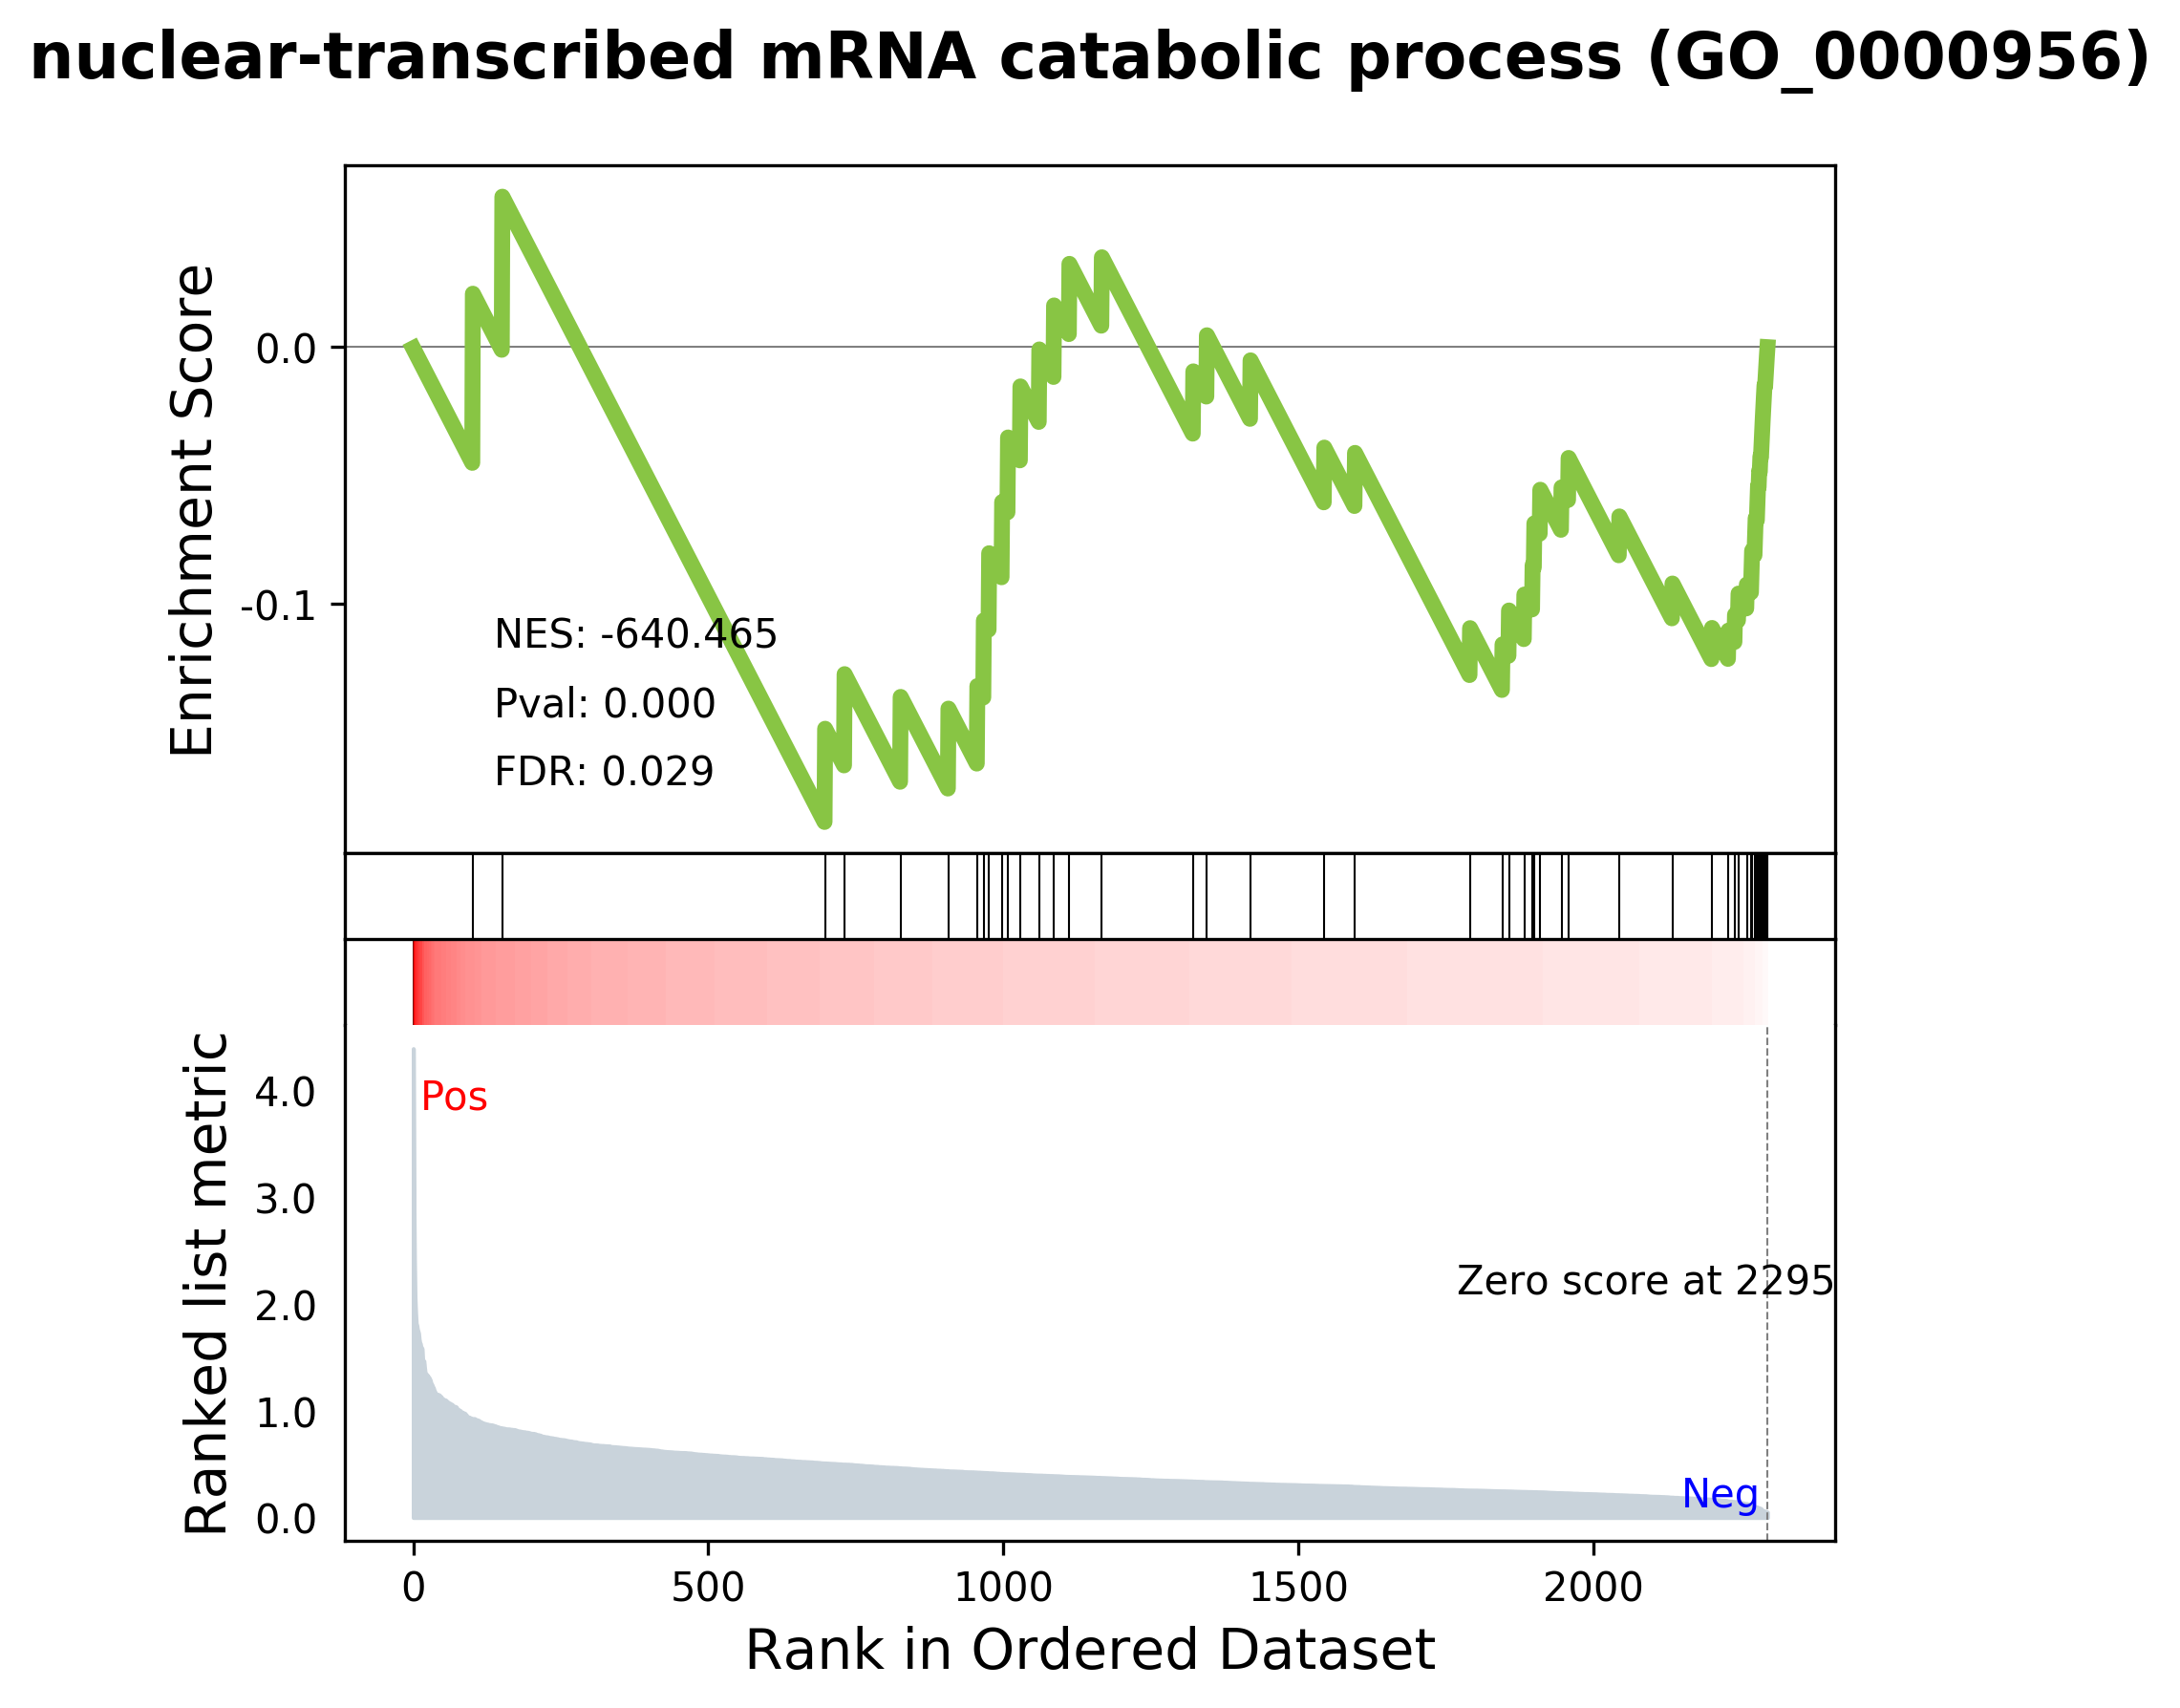 nuclear-transcribed mRNA catabolic process (GO_0000956)
Enrichment Score
0.0
-0.1
NES: -640.465
Pval: 0.000
FDR: 0.029
Ranked list metric
4.0
3.0
2.0
1.0
0.0
Pos
Zero score at 2295
Neg
0 500 1000 1500 2000
Rank in Ordered Dataset